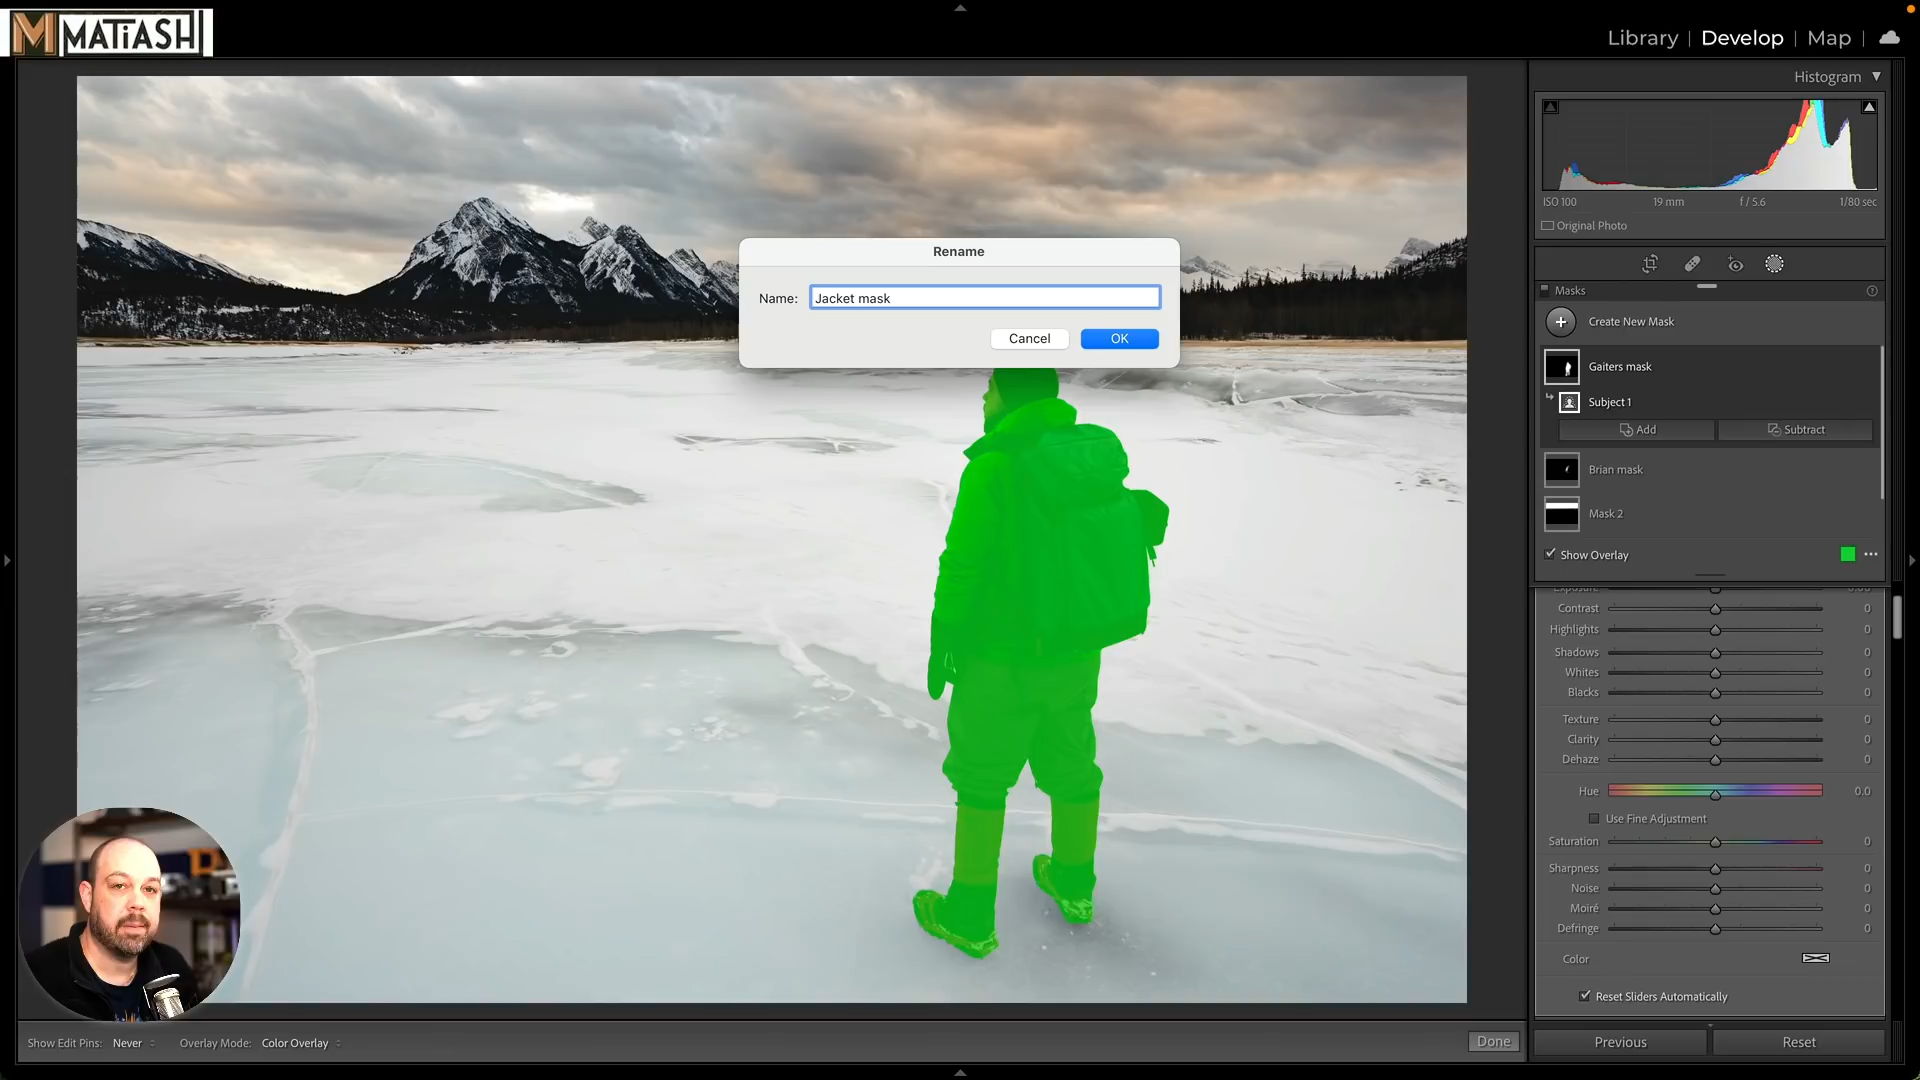 MATiASH
Library | Develop | Map |
Histogram
ISO 100 19 mm f / 5.6 1/80 sec
Original Photo
Rename
Name: Jacket mask
Cancel OK
Masks
Create New Mask
Gaiters mask
Subject 1
Add Subtract
Brian mask
Mask 2
Show Overlay
Exposure 0.00
Contrast 0
Highlights 0
Shadows 0
Whites 0
Blacks 0
Texture 0
Clarity 0
Dehaze 0
Hue 0.0
Use Fine Adjustment
Saturation 0
Sharpness 0
Noise 0
Moiré 0
Defringe 0
Color
Reset Sliders Automatically
Show Edit Pins: Never Overlay Mode: Color Overlay Done
Previous Reset